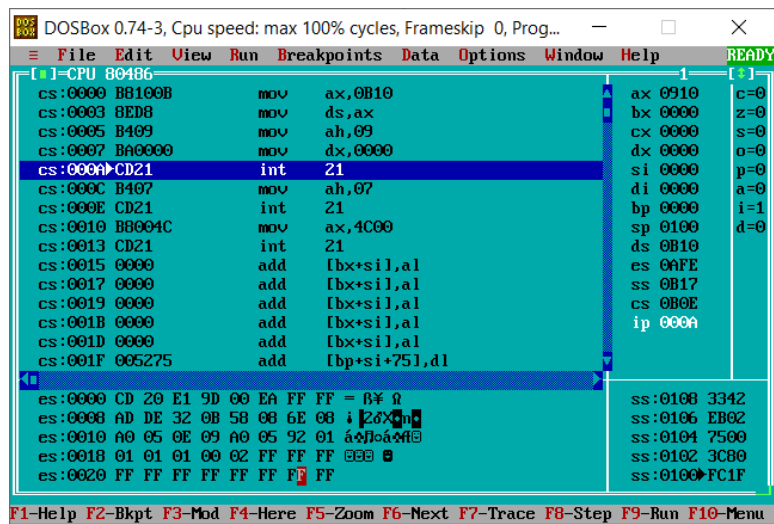 DOSBox 0.74-3, Cpu speed: max 100% cycles, Frameskip 0, Prog...
≡ File Edit View Run Breakpoints Data Options Window Help READY
[■]=CPU 80486 1 [↕]
cs:0000 B8100B mov ax,0B10 ax 0910 c=0
cs:0003 8ED8 mov ds,ax bx 0000 z=0
cs:0005 B409 mov ah,09 cx 0000 s=0
cs:0007 BA0000 mov dx,0000 dx 0000 o=0
cs:000A►CD21 int 21 si 0000 p=0
cs:000C B407 mov ah,07 di 0000 a=0
cs:000E CD21 int 21 bp 0000 i=1
cs:0010 B8004C mov ax,4C00 sp 0100 d=0
cs:0013 CD21 int 21 ds 0B10
cs:0015 0000 add [bx+si],al es 0AFE
cs:0017 0000 add [bx+si],al ss 0B17
cs:0019 0000 add [bx+si],al cs 0B0E
cs:001B 0000 add [bx+si],al ip 000A
cs:001D 0000 add [bx+si],al
cs:001F 005275 add [bp+si+75],dl
es:0000 CD 20 E1 9D 00 EA FF FF = ß¥ Ω ss:0108 3342
es:0008 AD DE 32 0B 58 08 6E 08 ss:0106 EB02
es:0010 A0 05 0E 09 A0 05 92 01 ss:0104 7500
es:0018 01 01 01 00 02 FF FF FF ss:0102 3C80
es:0020 FF FF FF FF FF FF FF FF ss:0100►FC1F
F1-Help F2-Bkpt F3-Mod F4-Here F5-Zoom F6-Next F7-Trace F8-Step F9-Run F10-Menu